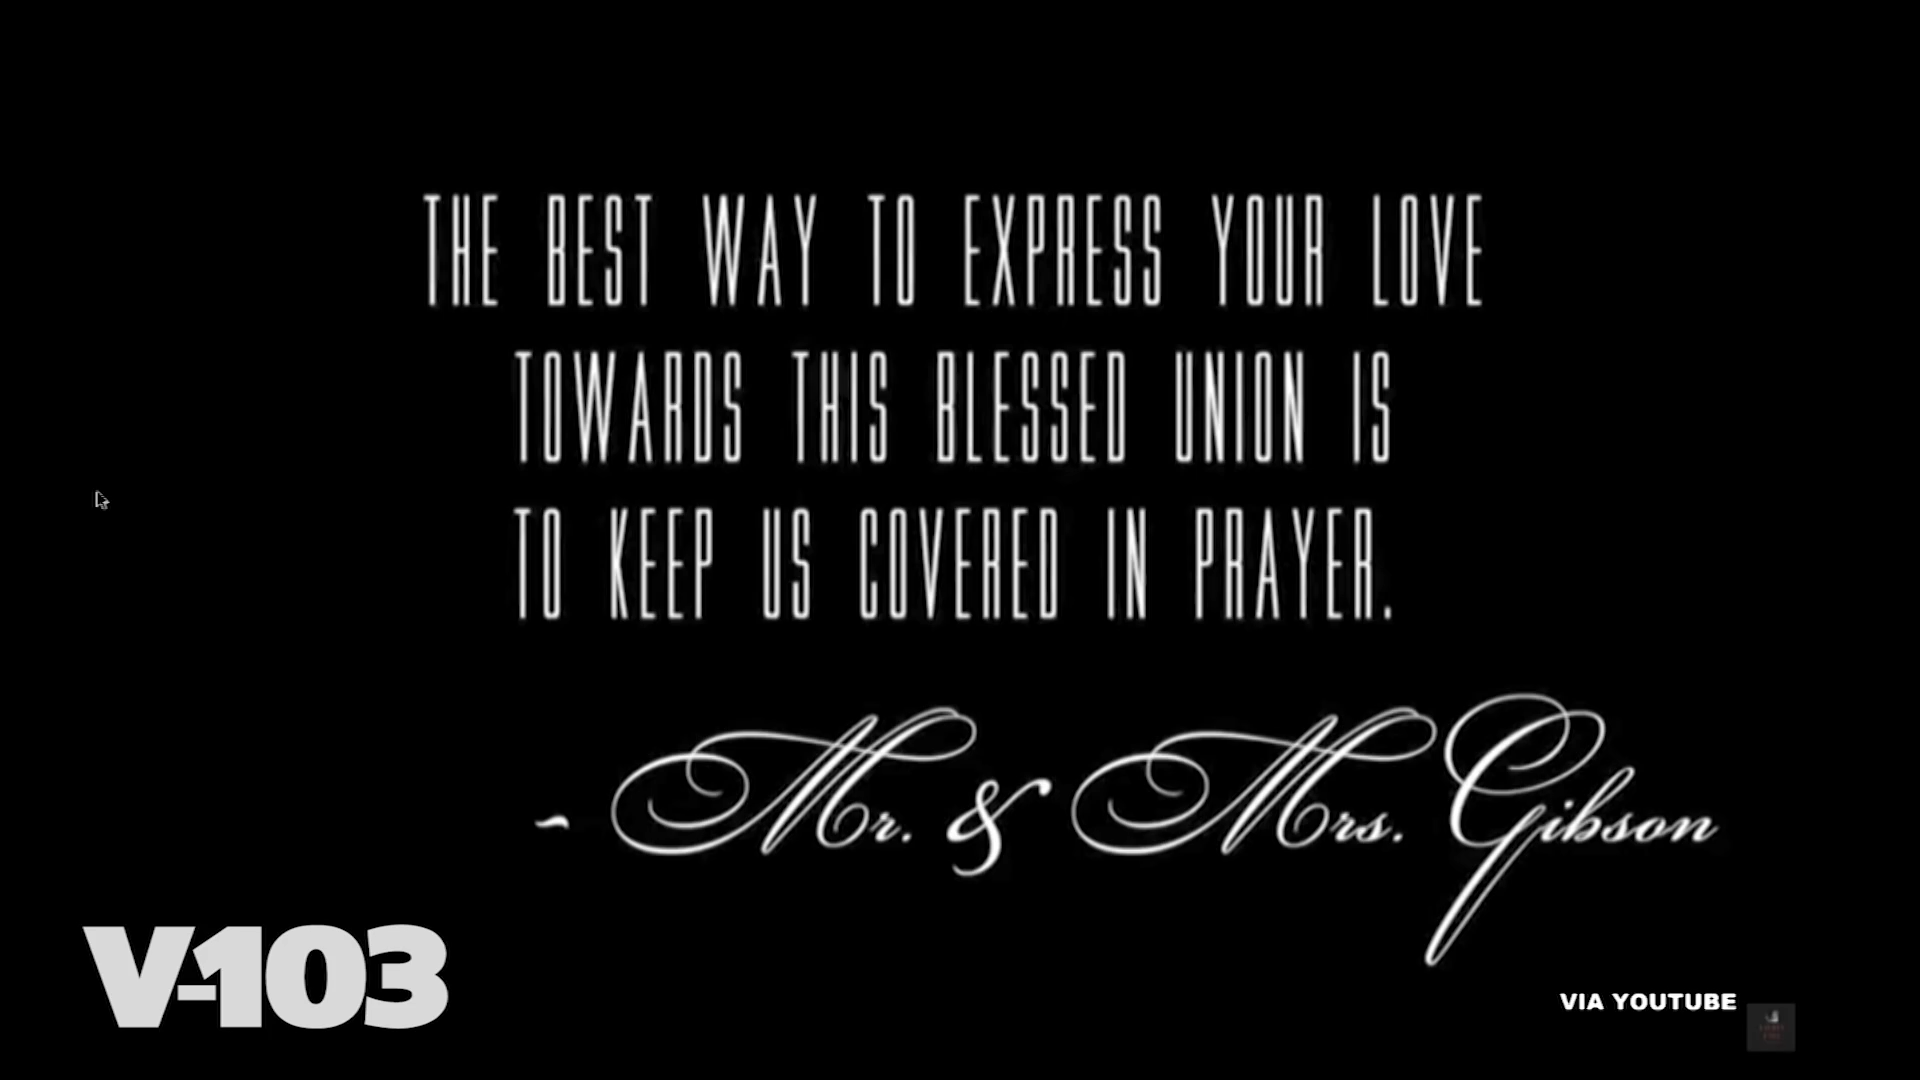 THE BEST WAY TO EXPRESS YOUR LOVE
TOWARDS THIS BLESSED UNION IS
TO KEEP US COVERED IN PRAYER.
~ Mr. & Mrs. Gibson
V-103
VIA YOUTUBE